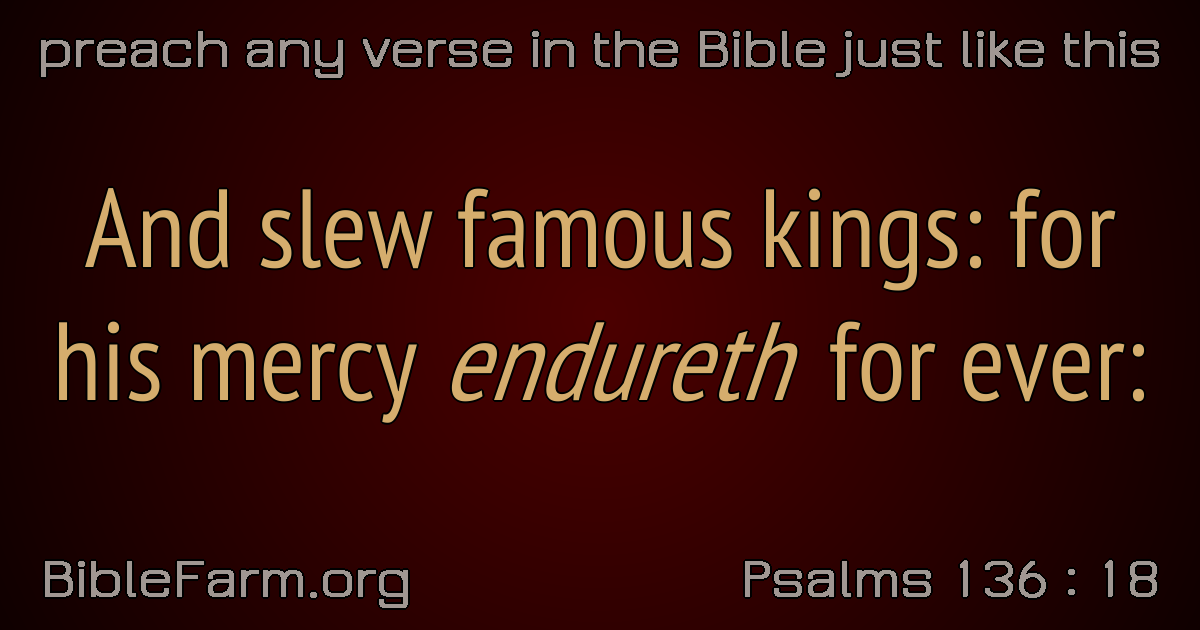 preach any verse in the Bible just like this
And slew famous kings: for
his mercy endureth for ever:
BibleFarm.org
Psalms 136 : 18